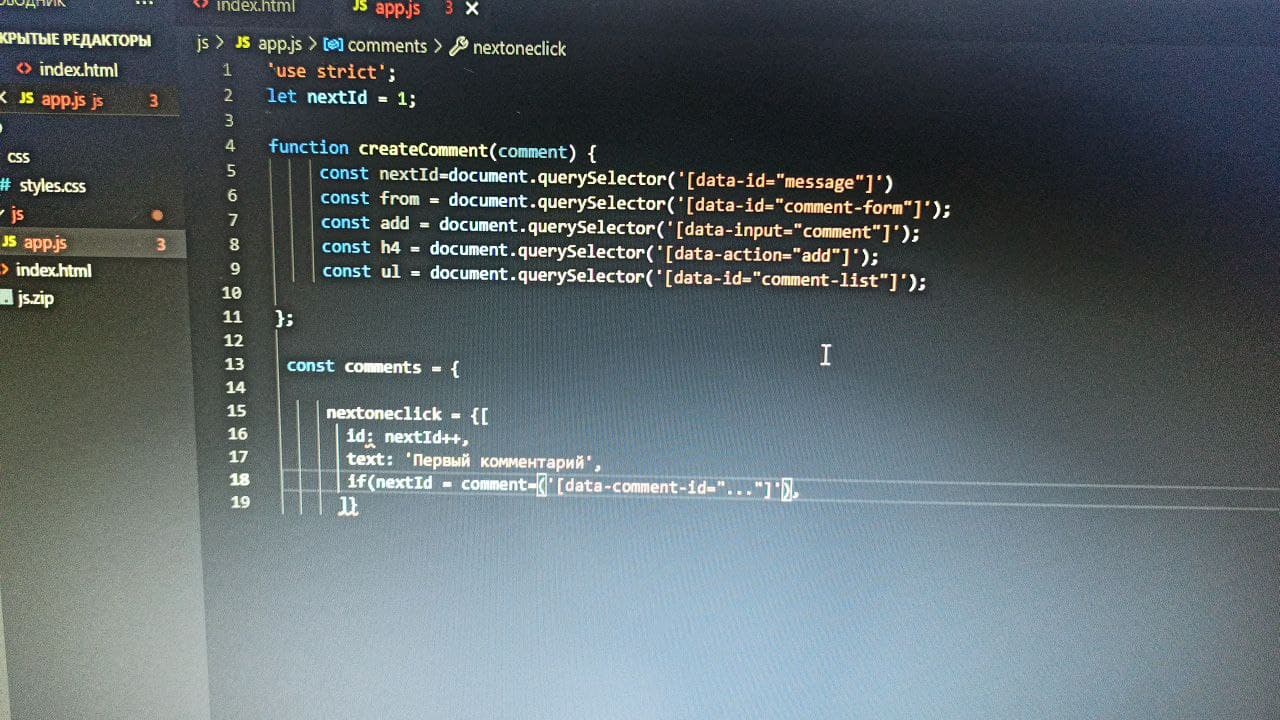 index.html
JS app.js 3
КРЫТЫЕ РЕДАКТОРЫ
js > JS app.js > comments > nextoneclick
index.html
JS app.js js 3
css
# styles.css
js
JS app.js 3
index.html
js.zip
1 'use strict';
2 let nextId = 1;
3
4 function createComment(comment) {
5 const nextId=document.querySelector('[data-id="message"]')
6 const from = document.querySelector('[data-id="comment-form"]');
7 const add = document.querySelector('[data-input="comment"]');
8 const h4 = document.querySelector('[data-action="add"]');
9 const ul = document.querySelector('[data-id="comment-list"]');
10
11 };
12
13 const comments = {
14
15 nextoneclick = {[
16 id: nextId++,
17 text: 'Первый комментарий',
18 if(nextId = comment=('[data-comment-id="..."]'),
19 ]}